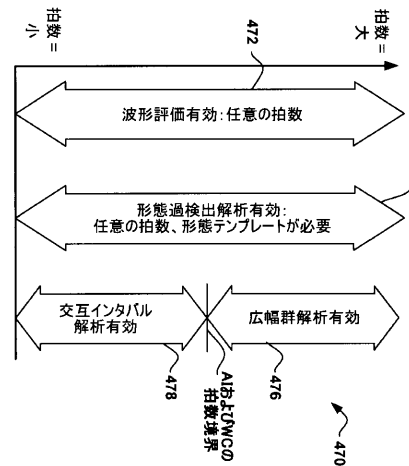 拍数＝
小
拍数＝
大
472
波形評価有効：任意の拍数
形態過検出解析有効：
任意の拍数、形態テンプレートが必要
交互インタバル
解析有効
広幅群解析有効
478
AIおよびWCの
拍数境界
476
470